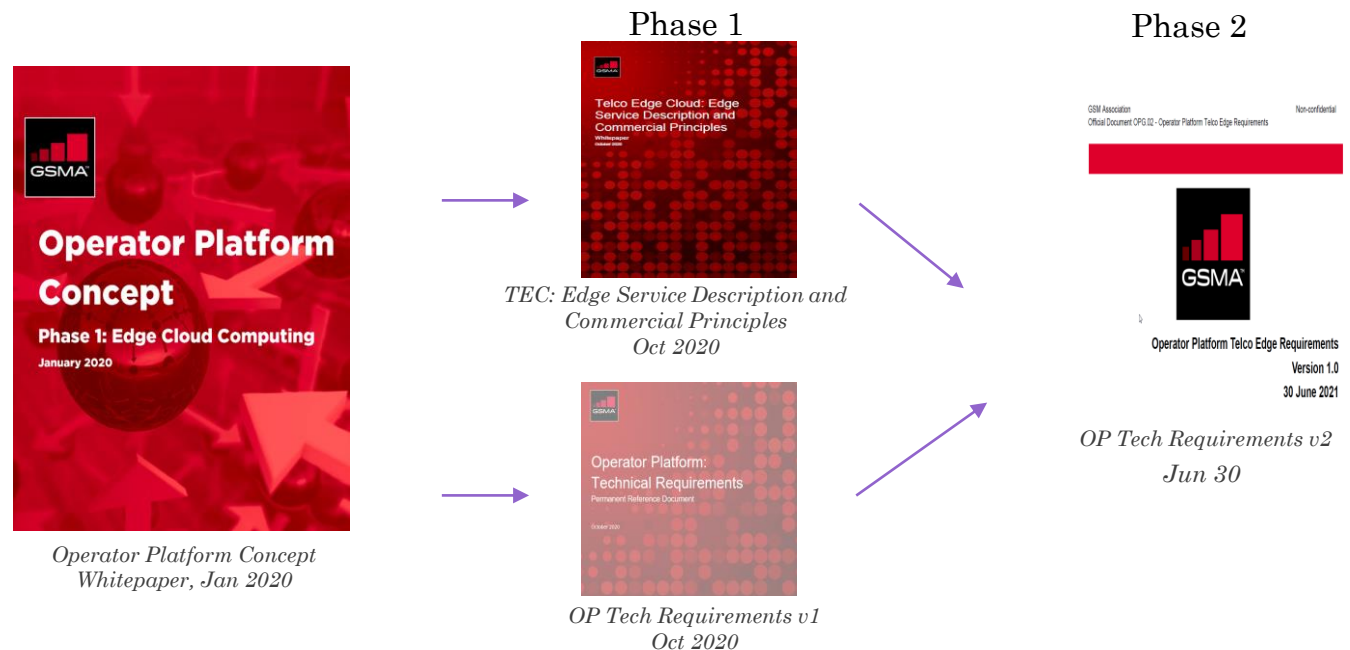 Phase 1
Phase 2
GSMA™
Operator Platform
Concept
Phase 1: Edge Cloud Computing
January 2020
Operator Platform Concept
Whitepaper, Jan 2020
GSMA
Telco Edge Cloud: Edge
Service Description and
Commercial Principles
Whitepaper
October 2020
TEC: Edge Service Description and
Commercial Principles
Oct 2020
GSMA
Operator Platform:
Technical Requirements
Permanent Reference Document
October 2020
OP Tech Requirements v1
Oct 2020
GSM Association
Non-confidential
Official Document OPG.02 - Operator Platform Telco Edge Requirements
GSMA™
Operator Platform Telco Edge Requirements
Version 1.0
30 June 2021
OP Tech Requirements v2
Jun 30